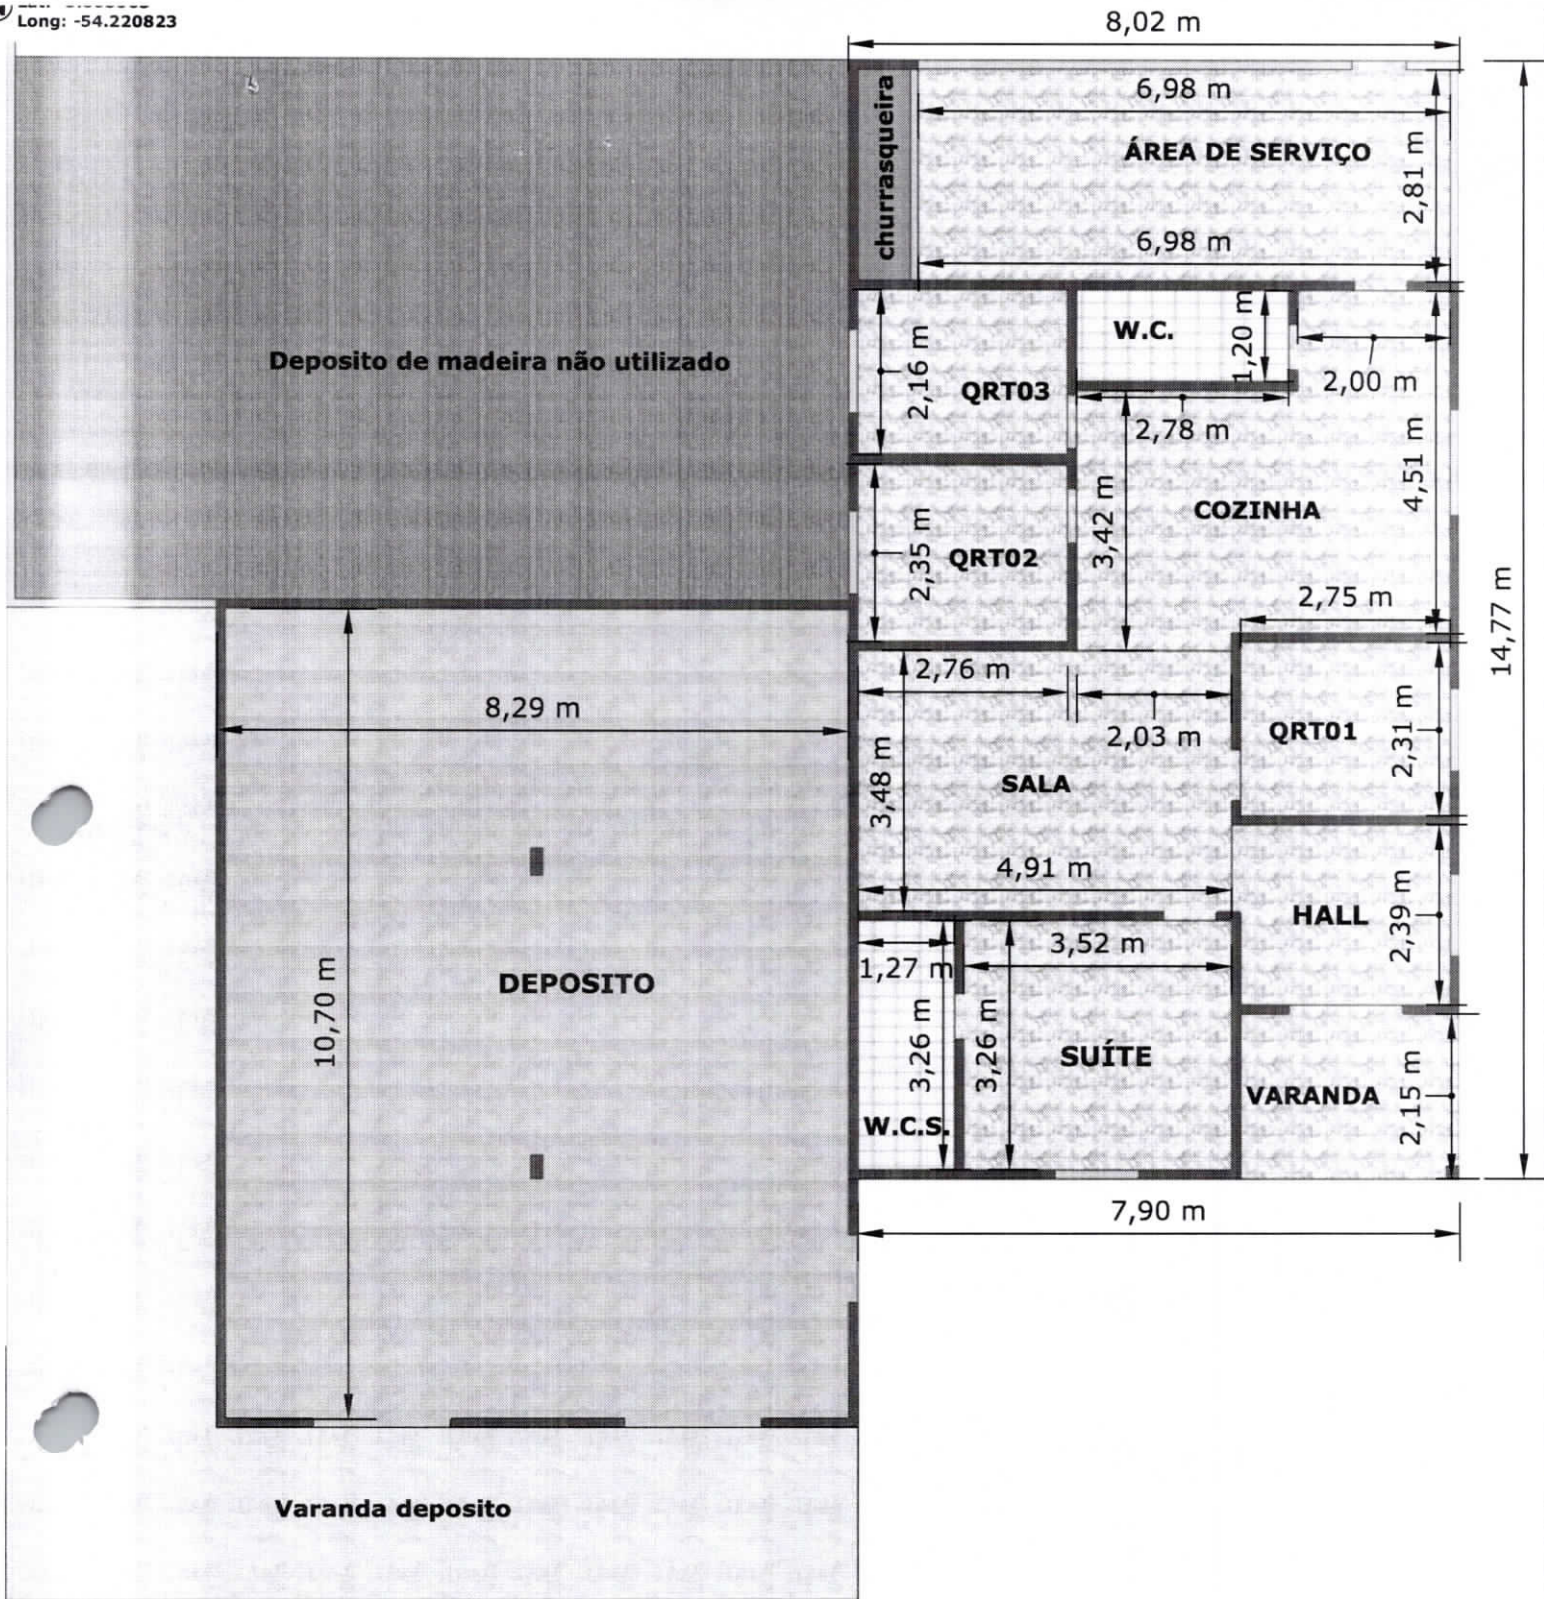 Long: -54.220823
8,02 m
6,98 m
churrasqueira
ÁREA DE SERVIÇO
2,81 m
6,98 m
W.C.
1,20 m
Deposito de madeira não utilizado
2,16 m
QRT03
2,00 m
2,78 m
4,51 m
COZINHA
3,42 m
2,35 m
QRT02
2,75 m
14,77 m
2,76 m
8,29 m
2,03 m
QRT01
2,31 m
3,48 m
SALA
4,91 m
HALL
2,39 m
3,52 m
1,27 m
DEPOSITO
10,70 m
3,26 m
3,26 m
SUÍTE
VARANDA
2,15 m
W.C.S.
7,90 m
Varanda deposito